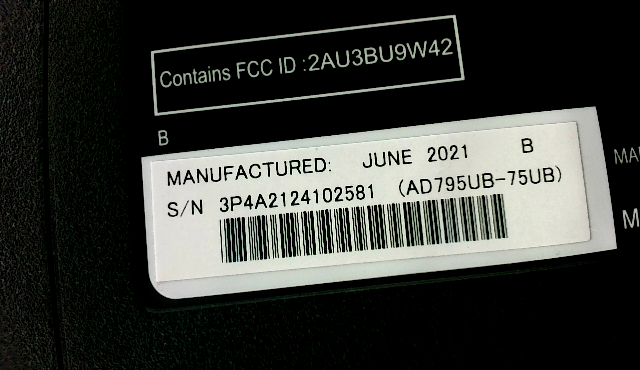 Contains FCC ID :2AU3BU9W42
B
MANUFACTURED: JUNE 2021 B
S/N 3P4A2124102581 (AD795UB-75UB)